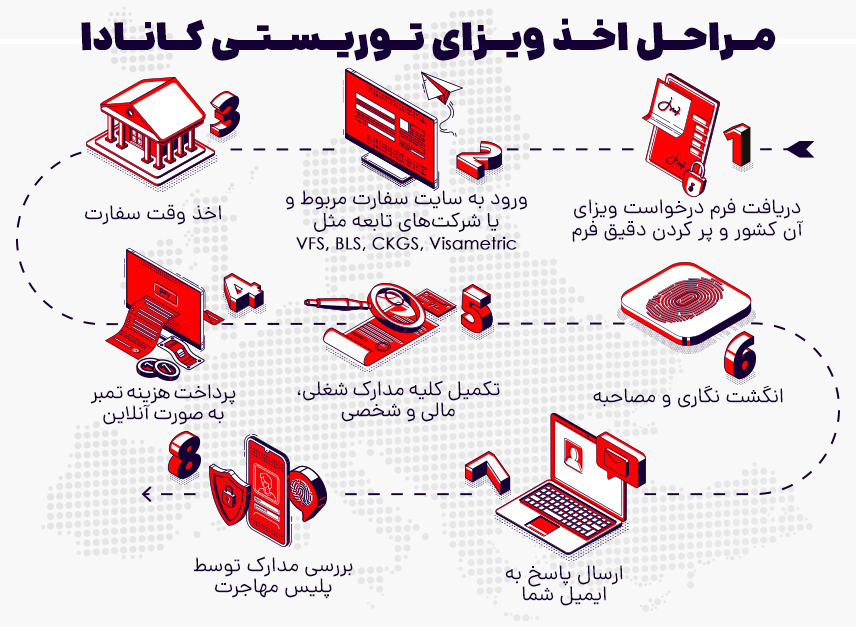 مراحل اخذ ویزای توریستی کانادا
1
دریافت فرم درخواست ویزای
آن کشور و پر کردن دقیق فرم
2
ورود به سایت سفارت مربوط و
یا شرکت‌های تابعه مثل
VFS, BLS, CKGS, Visametric
3
اخذ وقت سفارت
4
پرداخت هزینه تمبر
به صورت آنلاین
5
تکمیل کلیه مدارک شغلی،
مالی و شخصی
6
انگشت نگاری و مصاحبه
7
ارسال پاسخ به
ایمیل شما
8
بررسی مدارک توسط
پلیس مهاجرت